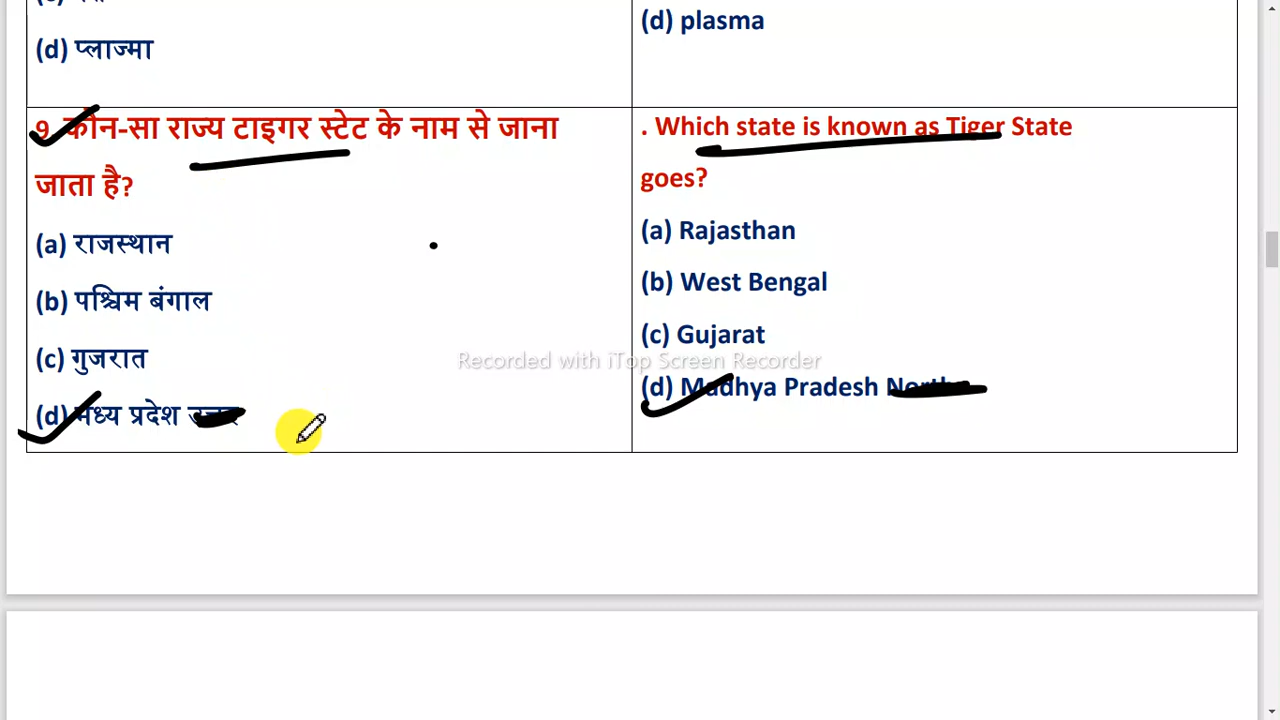 (d) प्लाज्मा
9 कौन-सा राज्य टाइगर स्टेट के नाम से जाना
जाता है?
(a) राजस्थान
(b) पश्चिम बंगाल
(c) गुजरात
(d) मध्य प्रदेश
(d) plasma
. Which state is known as Tiger State
goes?
(a) Rajasthan
(b) West Bengal
(c) Gujarat
(d) Madhya Pradesh North
Recorded with iTop Screen Recorder